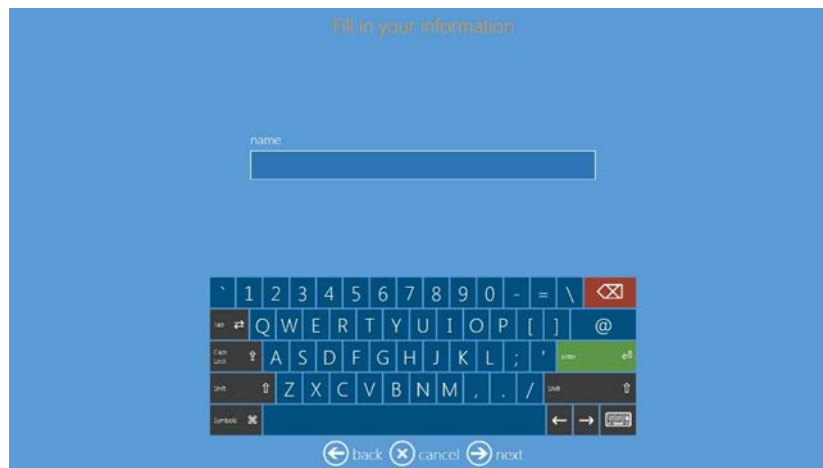 Fill in your information
name
` 1 2 3 4 5 6 7 8 9 0 - = \
Tab Q W E R T Y U I O P [ ] @
Caps Lock A S D F G H J K L ; ' Enter
Shift Z X C V B N M , . / Shift
Symbols
back cancel next